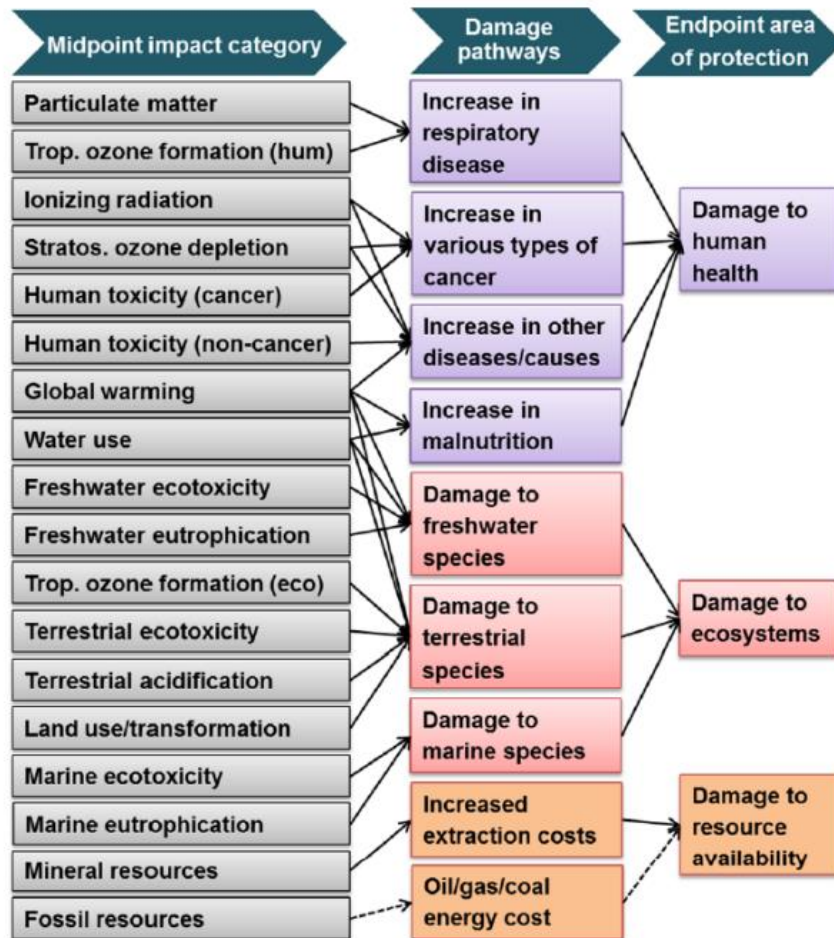 Midpoint impact category
Damage
pathways
Endpoint area
of protection
Particulate matter
Trop. ozone formation (hum)
Ionizing radiation
Stratos. ozone depletion
Human toxicity (cancer)
Human toxicity (non-cancer)
Global warming
Water use
Freshwater ecotoxicity
Freshwater eutrophication
Trop. ozone formation (eco)
Terrestrial ecotoxicity
Terrestrial acidification
Land use/transformation
Marine ecotoxicity
Marine eutrophication
Mineral resources
Fossil resources
Increase in
respiratory
disease
Increase in
various types of
cancer
Increase in other
diseases/causes
Increase in
malnutrition
Damage to
freshwater
species
Damage to
terrestrial
species
Damage to
marine species
Increased
extraction costs
Oil/gas/coal
energy cost
Damage to
human
health
Damage to
ecosystems
Damage to
resource
availability